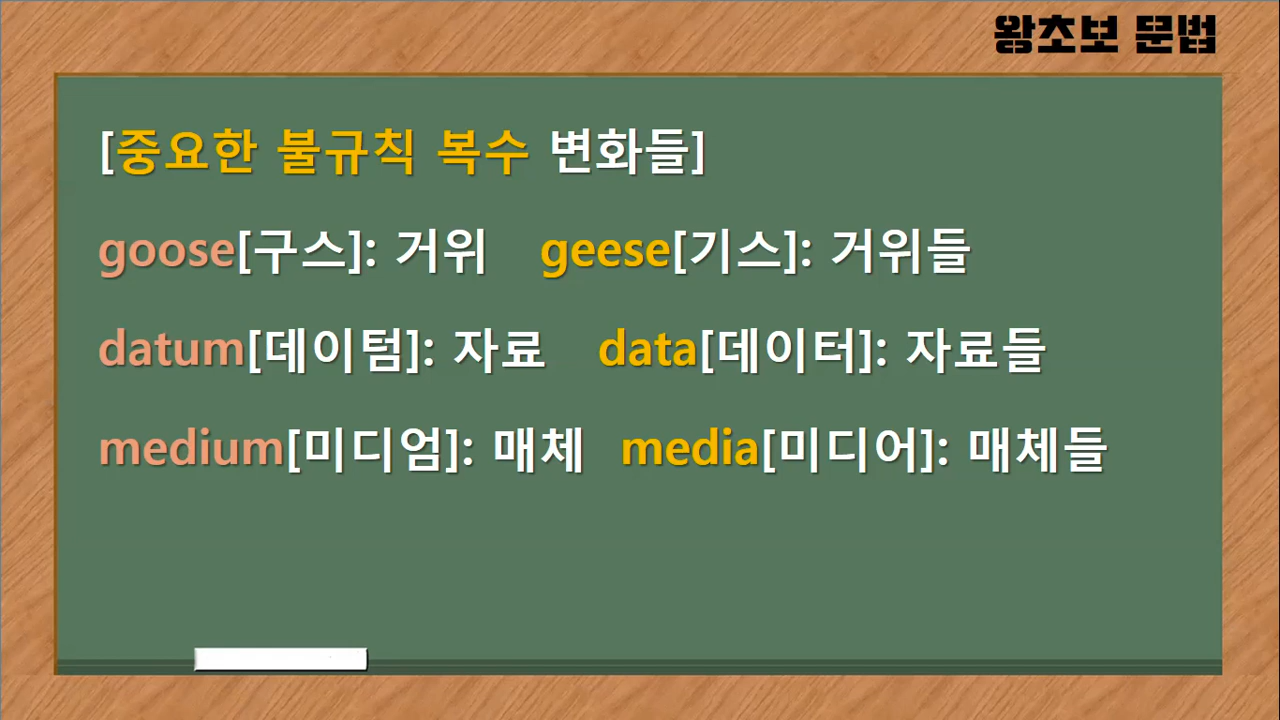 왕초보 문법
[중요한 불규칙 복수 변화들]
goose[구스]: 거위 geese[기스]: 거위들
datum[데이텀]: 자료 data[데이터]: 자료들
medium[미디엄]: 매체 media[미디어]: 매체들